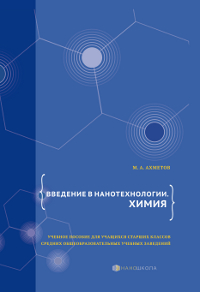 М. А. АХМЕТОВ
ВВЕДЕНИЕ В НАНОТЕХНОЛОГИИ.
ХИМИЯ
УЧЕБНОЕ ПОСОБИЕ ДЛЯ УЧАЩИХСЯ СТАРШИХ КЛАССОВ
СРЕДНИХ ОБЩЕОБРАЗОВАТЕЛЬНЫХ УЧЕБНЫХ ЗАВЕДЕНИЙ
НАНОШКОЛА